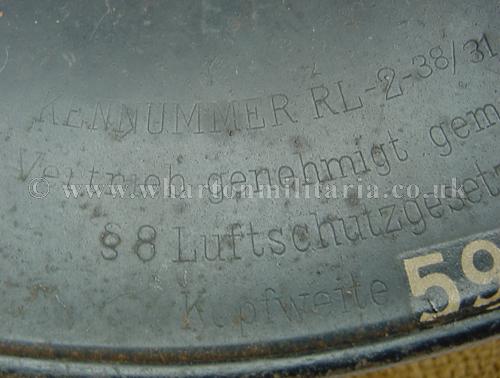 KENNUMMER RL-2-38/31
Vertrieb genehmigt gem
© www.whartonmilitaria.co.uk
§ 8 Luftschutzgesetz
Kopfweite 59